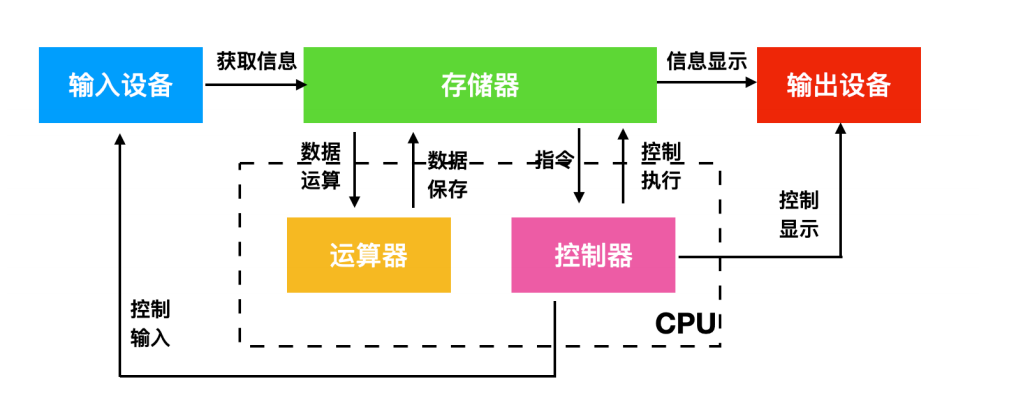 获取信息
信息显示
输入设备
存储器
输出设备
数据
运算
数据
保存
指令
控制
执行
控制
显示
运算器
控制器
控制
输入
CPU